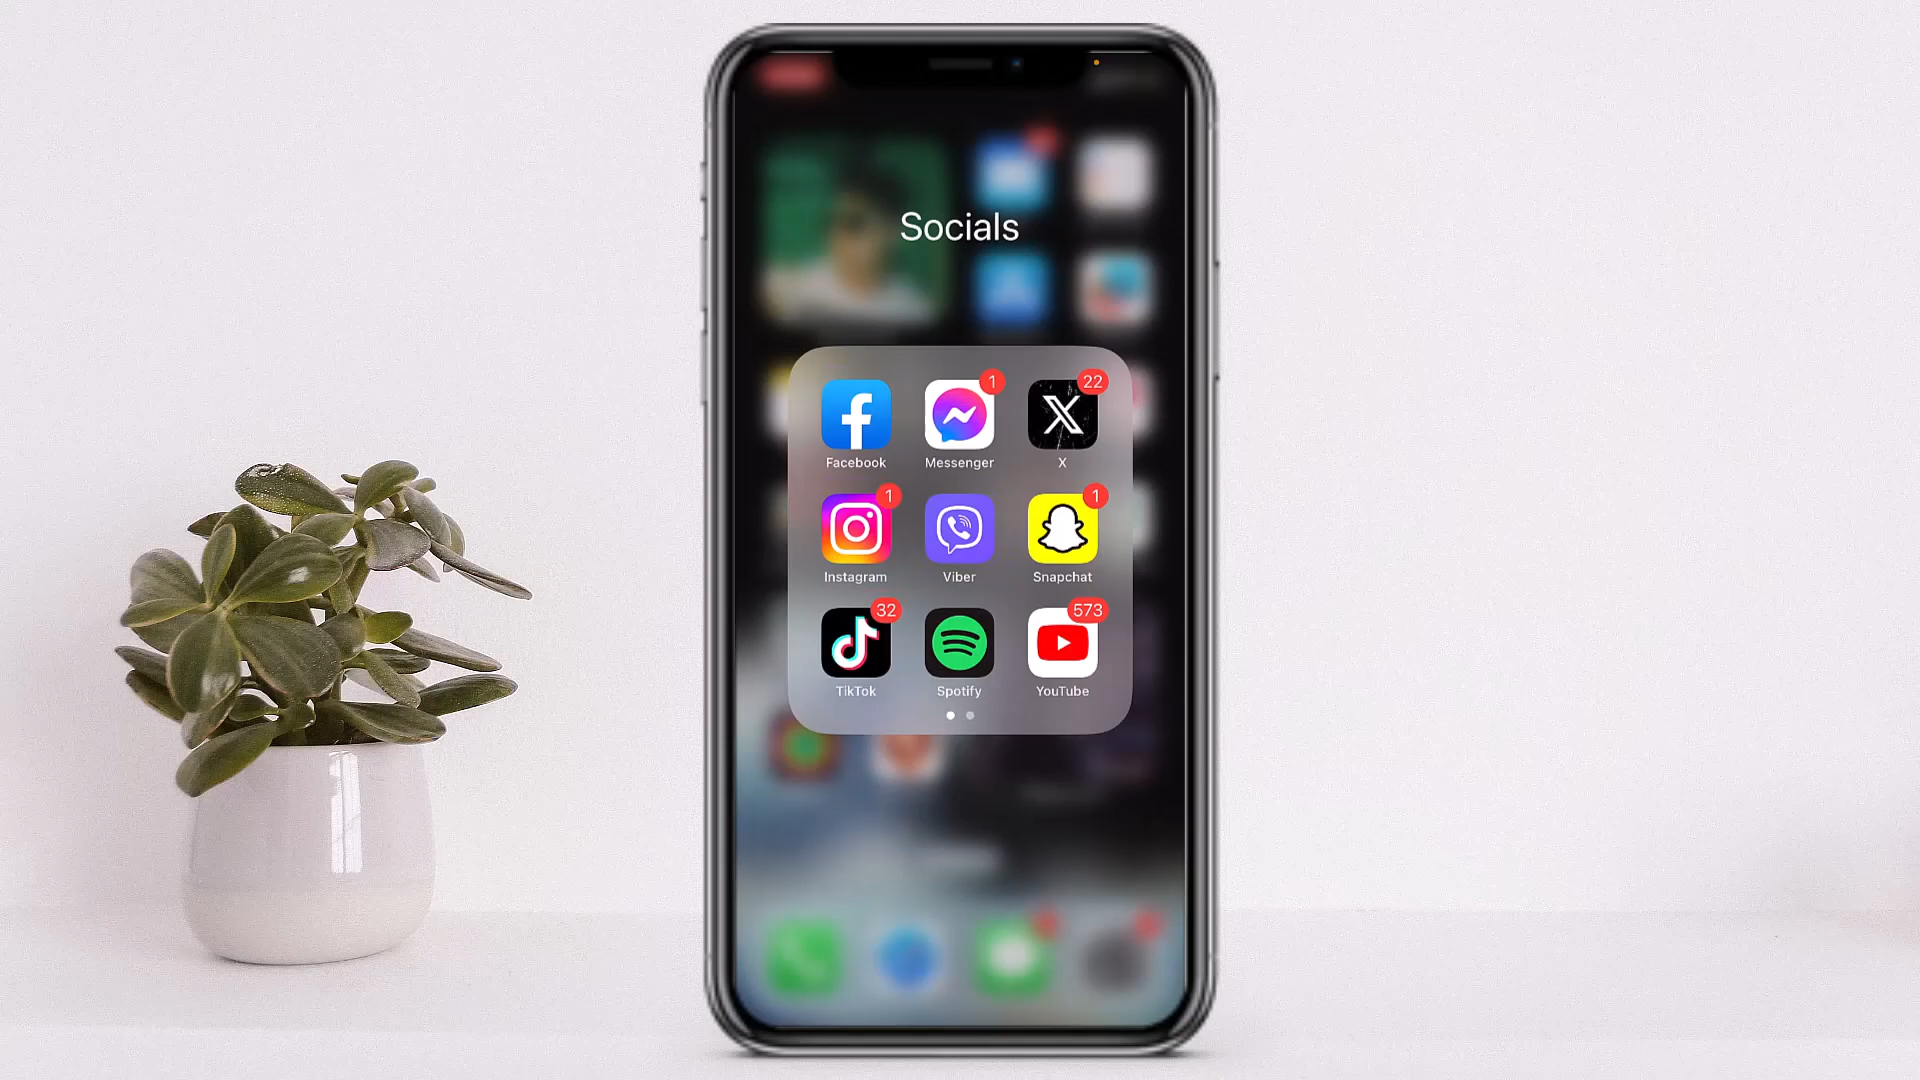 Socials
1
22
Facebook Messenger X
1
1
Instagram Viber Snapchat
32
573
TikTok Spotify YouTube